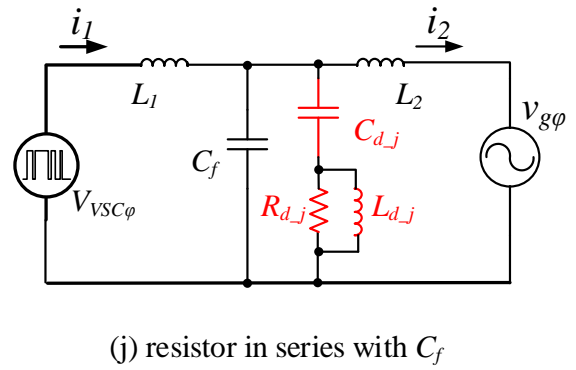 i1 i2
L1 L2
vgφ
Cd_j
Cf
VVSCφ
Rd_j Ld_j
(j) resistor in series with Cf